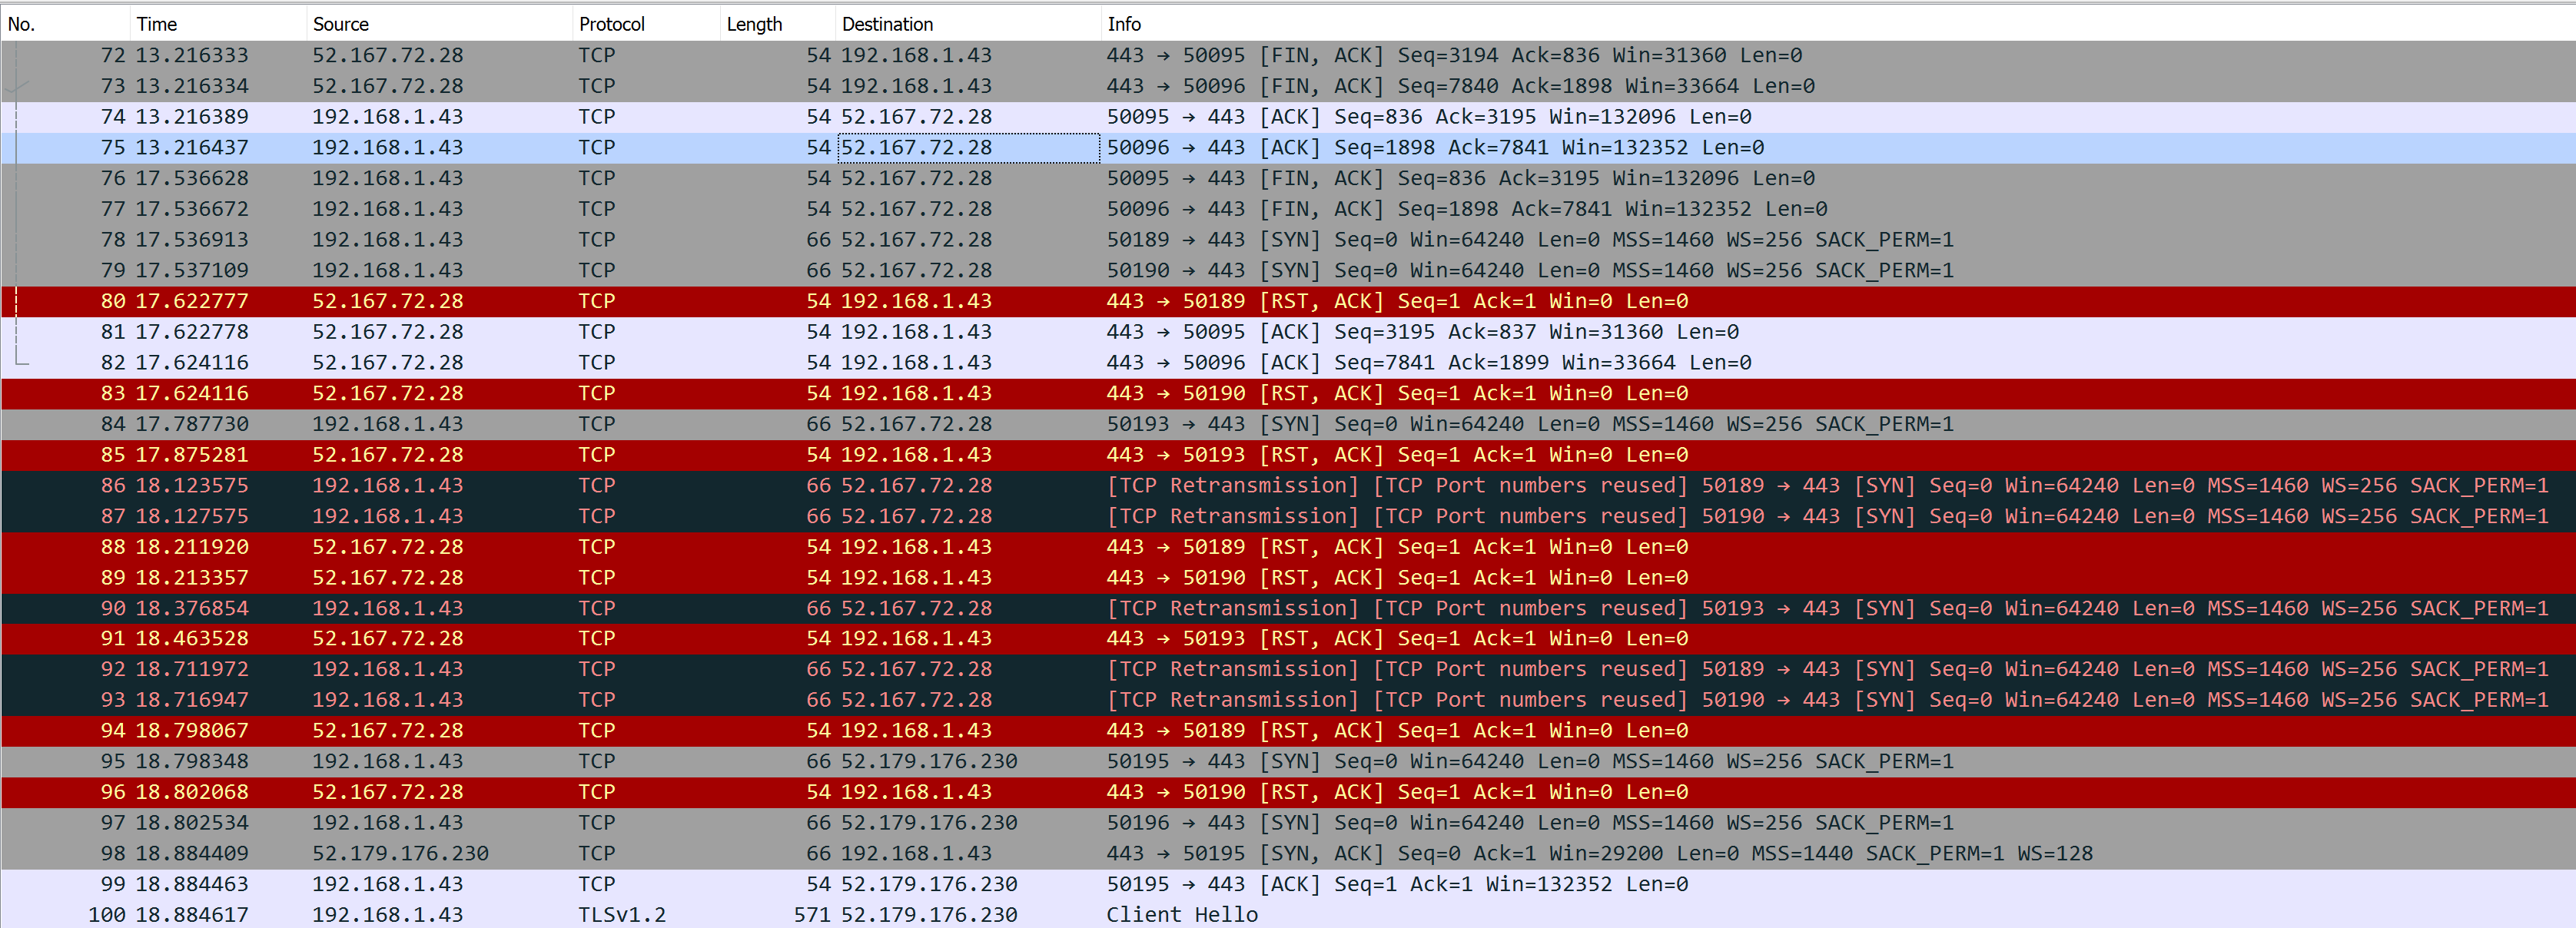 No. Time Source Protocol Length Destination Info
72 13.216333 52.167.72.28 TCP 54 192.168.1.43 443 → 50095 [FIN, ACK] Seq=3194 Ack=836 Win=31360 Len=0
73 13.216334 52.167.72.28 TCP 54 192.168.1.43 443 → 50096 [FIN, ACK] Seq=7840 Ack=1898 Win=33664 Len=0
74 13.216389 192.168.1.43 TCP 54 52.167.72.28 50095 → 443 [ACK] Seq=836 Ack=3195 Win=132096 Len=0
75 13.216437 192.168.1.43 TCP 54 52.167.72.28 50096 → 443 [ACK] Seq=1898 Ack=7841 Win=132352 Len=0
76 17.536628 192.168.1.43 TCP 54 52.167.72.28 50095 → 443 [FIN, ACK] Seq=836 Ack=3195 Win=132096 Len=0
77 17.536672 192.168.1.43 TCP 54 52.167.72.28 50096 → 443 [FIN, ACK] Seq=1898 Ack=7841 Win=132352 Len=0
78 17.536913 192.168.1.43 TCP 66 52.167.72.28 50189 → 443 [SYN] Seq=0 Win=64240 Len=0 MSS=1460 WS=256 SACK_PERM=1
79 17.537109 192.168.1.43 TCP 66 52.167.72.28 50190 → 443 [SYN] Seq=0 Win=64240 Len=0 MSS=1460 WS=256 SACK_PERM=1
80 17.622777 52.167.72.28 TCP 54 192.168.1.43 443 → 50189 [RST, ACK] Seq=1 Ack=1 Win=0 Len=0
81 17.622778 52.167.72.28 TCP 54 192.168.1.43 443 → 50095 [ACK] Seq=3195 Ack=837 Win=31360 Len=0
82 17.624116 52.167.72.28 TCP 54 192.168.1.43 443 → 50096 [ACK] Seq=7841 Ack=1899 Win=33664 Len=0
83 17.624116 52.167.72.28 TCP 54 192.168.1.43 443 → 50190 [RST, ACK] Seq=1 Ack=1 Win=0 Len=0
84 17.787730 192.168.1.43 TCP 66 52.167.72.28 50193 → 443 [SYN] Seq=0 Win=64240 Len=0 MSS=1460 WS=256 SACK_PERM=1
85 17.875281 52.167.72.28 TCP 54 192.168.1.43 443 → 50193 [RST, ACK] Seq=1 Ack=1 Win=0 Len=0
86 18.123575 192.168.1.43 TCP 66 52.167.72.28 [TCP Retransmission] [TCP Port numbers reused] 50189 → 443 [SYN] Seq=0 Win=64240 Len=0 MSS=1460 WS=256 SACK_PERM=1
87 18.127575 192.168.1.43 TCP 66 52.167.72.28 [TCP Retransmission] [TCP Port numbers reused] 50190 → 443 [SYN] Seq=0 Win=64240 Len=0 MSS=1460 WS=256 SACK_PERM=1
88 18.211920 52.167.72.28 TCP 54 192.168.1.43 443 → 50189 [RST, ACK] Seq=1 Ack=1 Win=0 Len=0
89 18.213357 52.167.72.28 TCP 54 192.168.1.43 443 → 50190 [RST, ACK] Seq=1 Ack=1 Win=0 Len=0
90 18.376854 192.168.1.43 TCP 66 52.167.72.28 [TCP Retransmission] [TCP Port numbers reused] 50193 → 443 [SYN] Seq=0 Win=64240 Len=0 MSS=1460 WS=256 SACK_PERM=1
91 18.463528 52.167.72.28 TCP 54 192.168.1.43 443 → 50193 [RST, ACK] Seq=1 Ack=1 Win=0 Len=0
92 18.711972 192.168.1.43 TCP 66 52.167.72.28 [TCP Retransmission] [TCP Port numbers reused] 50189 → 443 [SYN] Seq=0 Win=64240 Len=0 MSS=1460 WS=256 SACK_PERM=1
93 18.716947 192.168.1.43 TCP 66 52.167.72.28 [TCP Retransmission] [TCP Port numbers reused] 50190 → 443 [SYN] Seq=0 Win=64240 Len=0 MSS=1460 WS=256 SACK_PERM=1
94 18.798067 52.167.72.28 TCP 54 192.168.1.43 443 → 50189 [RST, ACK] Seq=1 Ack=1 Win=0 Len=0
95 18.798348 192.168.1.43 TCP 66 52.179.176.230 50195 → 443 [SYN] Seq=0 Win=64240 Len=0 MSS=1460 WS=256 SACK_PERM=1
96 18.802068 52.167.72.28 TCP 54 192.168.1.43 443 → 50190 [RST, ACK] Seq=1 Ack=1 Win=0 Len=0
97 18.802534 192.168.1.43 TCP 66 52.179.176.230 50196 → 443 [SYN] Seq=0 Win=64240 Len=0 MSS=1460 WS=256 SACK_PERM=1
98 18.884409 52.179.176.230 TCP 66 192.168.1.43 443 → 50195 [SYN, ACK] Seq=0 Ack=1 Win=29200 Len=0 MSS=1440 SACK_PERM=1 WS=128
99 18.884463 192.168.1.43 TCP 54 52.179.176.230 50195 → 443 [ACK] Seq=1 Ack=1 Win=132352 Len=0
100 18.884617 192.168.1.43 TLSv1.2 571 52.179.176.230 Client Hello